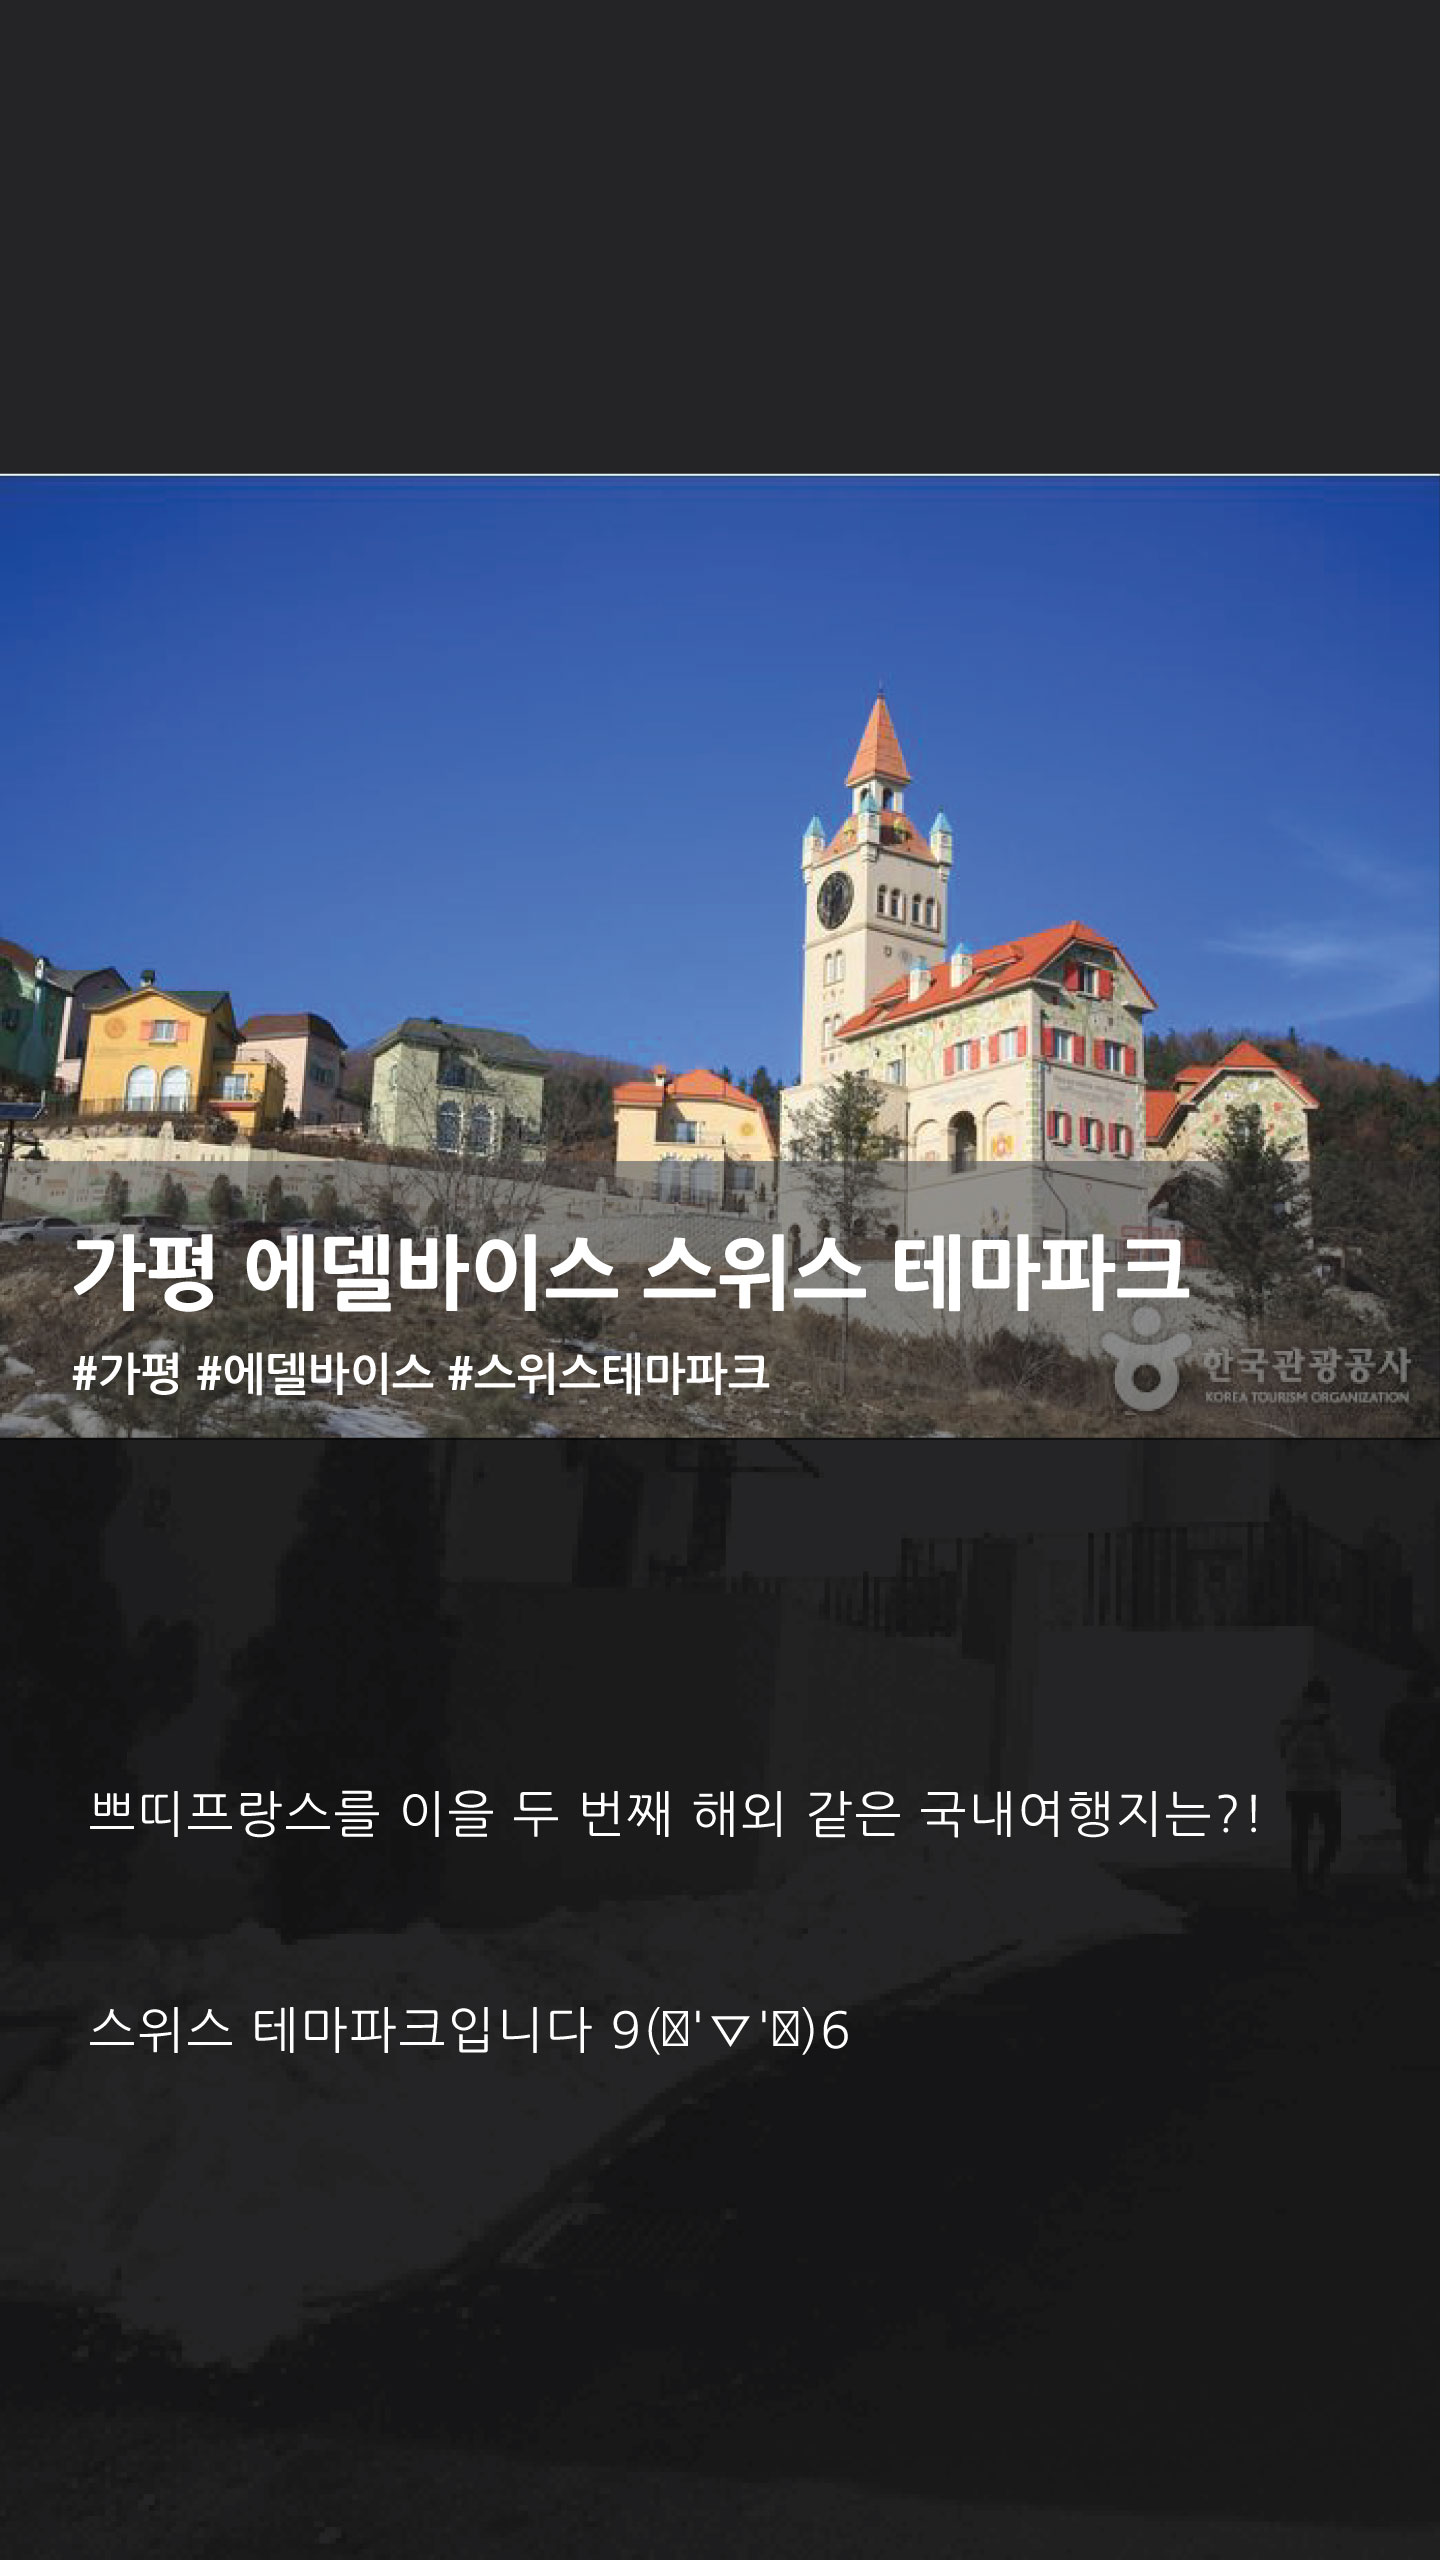 가평 에델바이스 스위스 테마파크
#가평 #에델바이스 #스위스테마파크
한국관광공사
KOREA TOURISM ORGANIZATION
쁘띠프랑스를 이을 두 번째 해외 같은 국내여행지는?!
스위스 테마파크입니다 9(☒'▽'☒)6